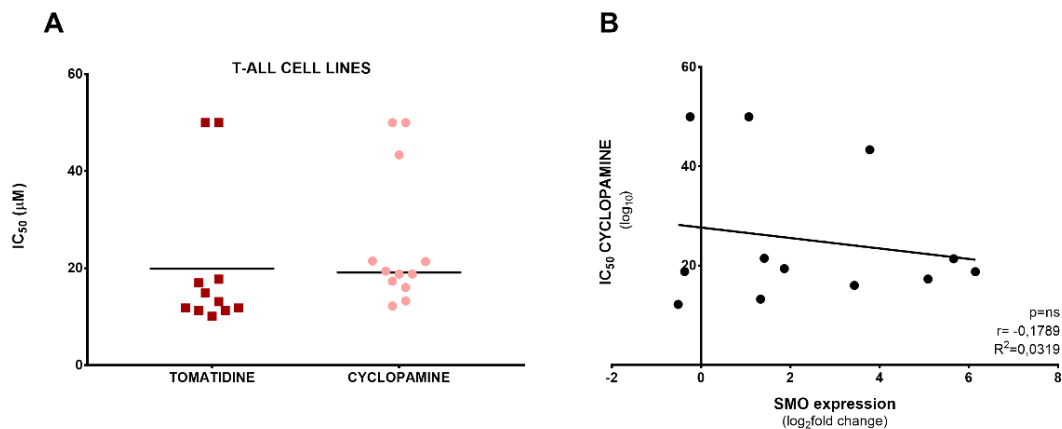 A
T-ALL CELL LINES
60
40
20
0
IC50 (μM)
TOMATIDINE
CYCLOPAMINE
B
60
40
20
IC50 CYCLOPAMINE
(log10)
-2
0
2
4
6
8
SMO expression
(log2fold change)
p=ns
r= -0,1789
R2=0,0319